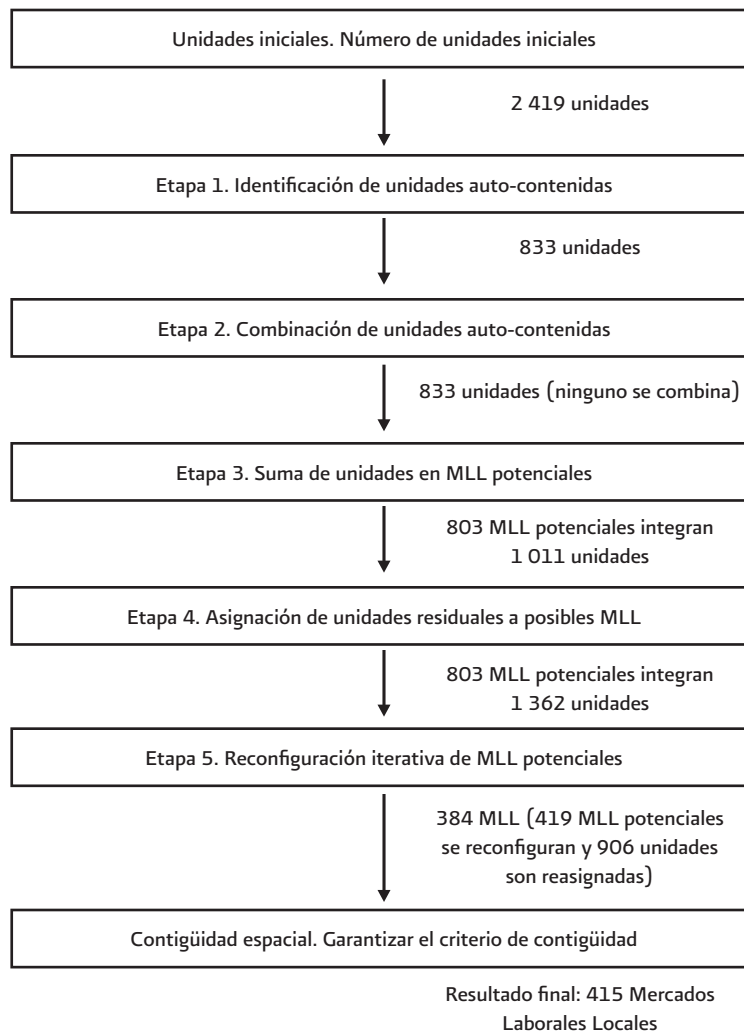 Unidades iniciales. Número de unidades iniciales
2 419 unidades
Etapa 1. Identificación de unidades auto-contenidas
833 unidades
Etapa 2. Combinación de unidades auto-contenidas
833 unidades (ninguno se combina)
Etapa 3. Suma de unidades en MLL potenciales
803 MLL potenciales integran
1 011 unidades
Etapa 4. Asignación de unidades residuales a posibles MLL
803 MLL potenciales integran
1 362 unidades
Etapa 5. Reconfiguración iterativa de MLL potenciales
384 MLL (419 MLL potenciales
se reconfiguran y 906 unidades
son reasignadas)
Contigüidad espacial. Garantizar el criterio de contigüidad
Resultado final: 415 Mercados
Laborales Locales